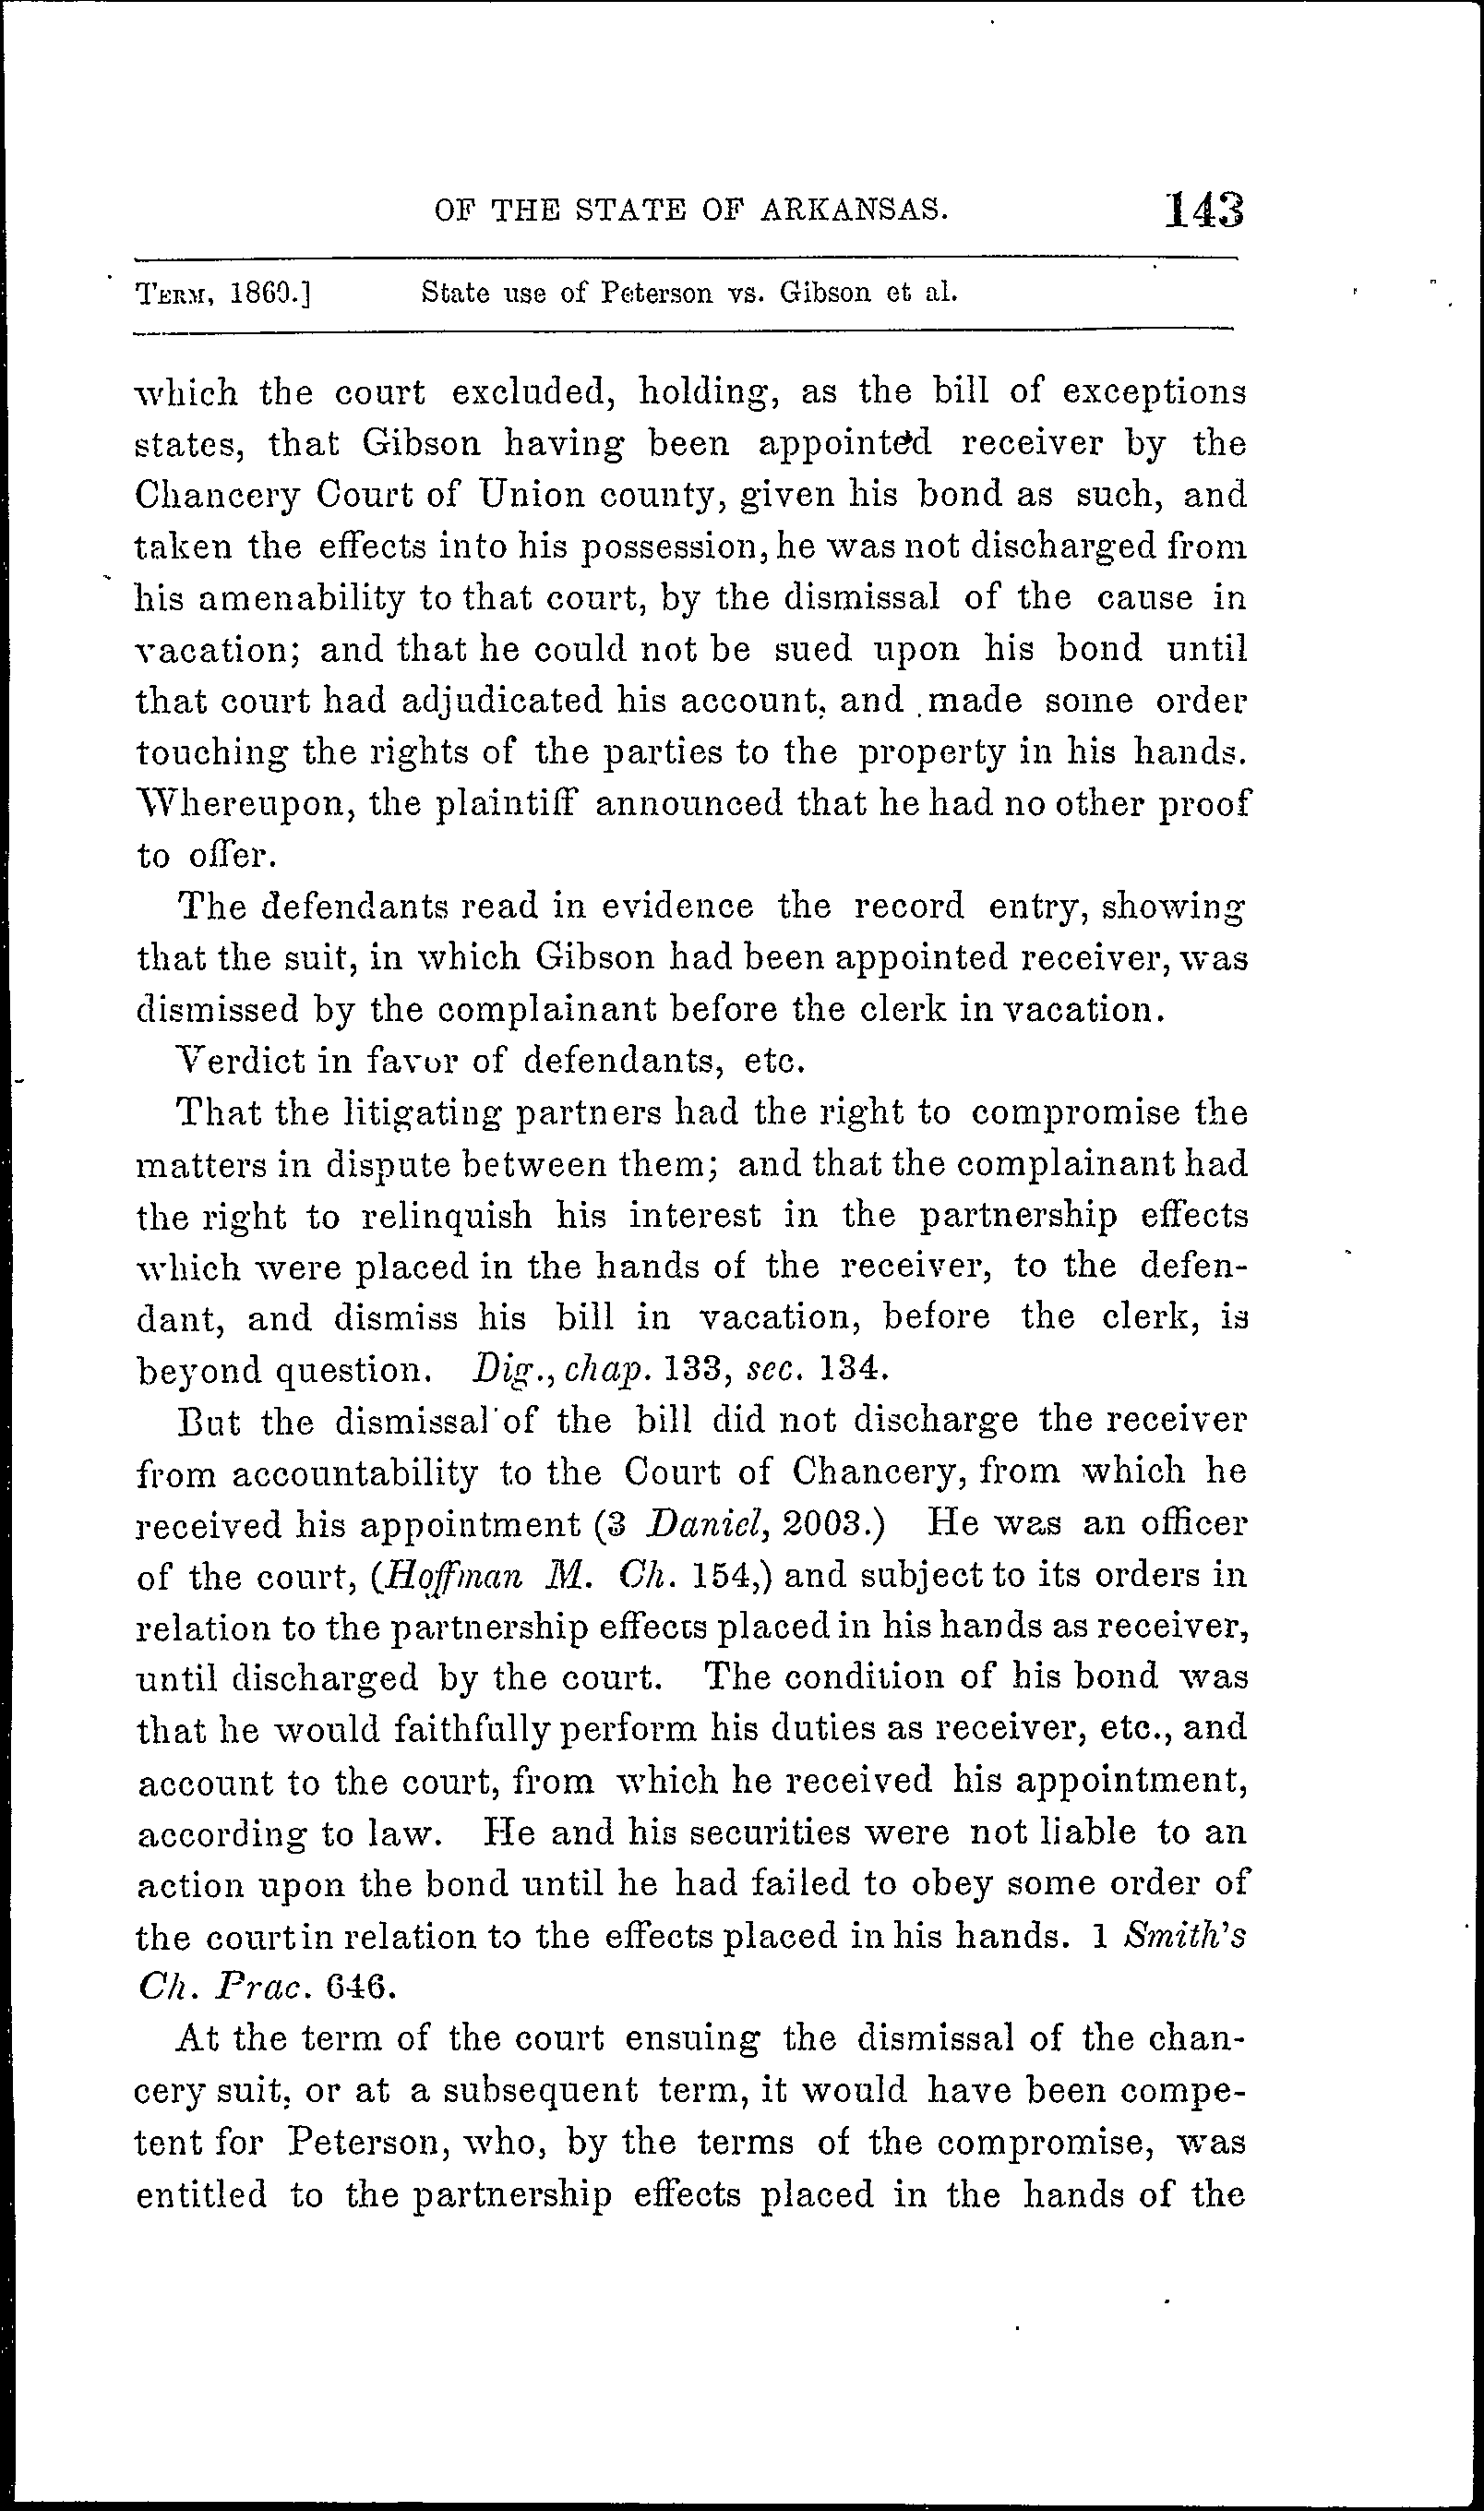 OF THE STATE OF ARKANSAS. 143
TERM, 1860.] State use of Peterson vs. Gibson et al.
which the court excluded, holding, as the bill of exceptions
states, that Gibson having been appointed receiver by the
Chancery Court of Union county, given his bond as such, and
taken the effects into his possession, he was not discharged from
his amenability to that court, by the dismissal of the cause in
vacation; and that he could not be sued upon his bond until
that court had adjudicated his account, and made some order
touching the rights of the parties to the property in his hands.
Whereupon, the plaintiff announced that he had no other proof
to offer.
The defendants read in evidence the record entry, showing
that the suit, in which Gibson had been appointed receiver, was
dismissed by the complainant before the clerk in vacation.
Verdict in favor of defendants, etc.
That the litigating partners had the right to compromise the
matters in dispute between them; and that the complainant had
the right to relinquish his interest in the partnership effects
which were placed in the hands of the receiver, to the defen-
dant, and dismiss his bill in vacation, before the clerk, is
beyond question. Dig., chap. 133, sec. 134.
But the dismissal of the bill did not discharge the receiver
from accountability to the Court of Chancery, from which he
received his appointment (3 Daniel, 2003.) He was an officer
of the court, (Hoffman M. Ch. 154,) and subject to its orders in
relation to the partnership effects placed in his hands as receiver,
until discharged by the court. The condition of his bond was
that he would faithfully perform his duties as receiver, etc., and
account to the court, from which he received his appointment,
according to law. He and his securities were not liable to an
action upon the bond until he had failed to obey some order of
the court in relation to the effects placed in his hands. 1 Smith's
Ch. Prac. 646.
At the term of the court ensuing the dismissal of the chan-
cery suit, or at a subsequent term, it would have been compe-
tent for Peterson, who, by the terms of the compromise, was
entitled to the partnership effects placed in the hands of the